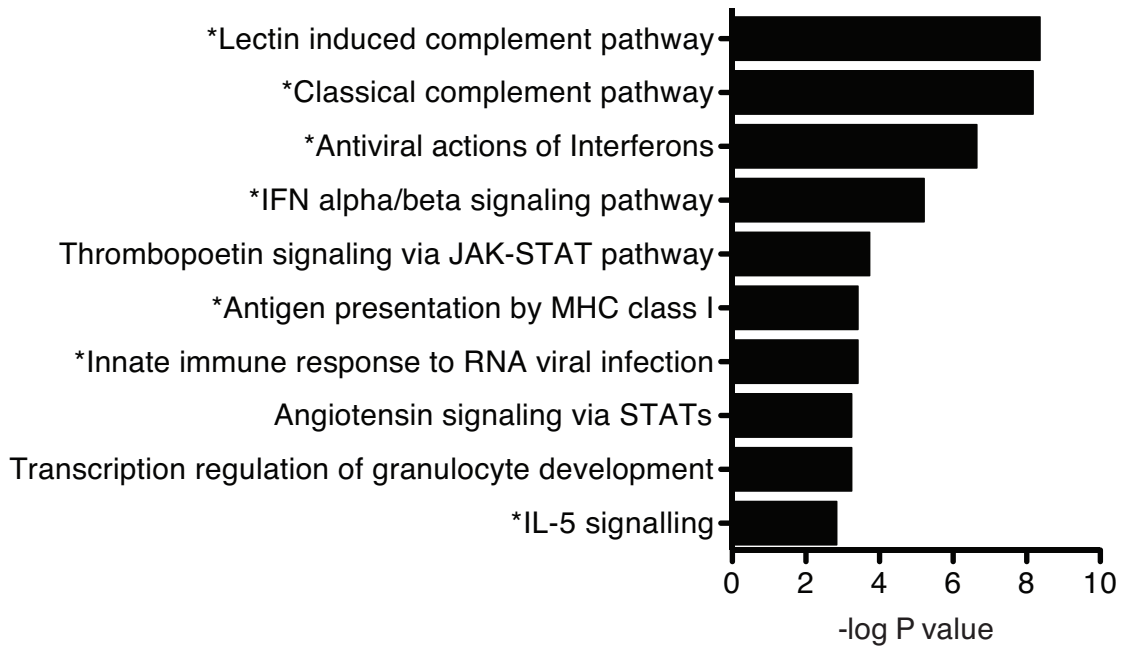 *Lectin induced complement pathway
*Classical complement pathway
*Antiviral actions of Interferons
*IFN alpha/beta signaling pathway
Thrombopoetin signaling via JAK-STAT pathway
*Antigen presentation by MHC class I
*Innate immune response to RNA viral infection
Angiotensin signaling via STATs
Transcription regulation of granulocyte development
*IL-5 signalling
0 2 4 6 8 10
-log P value